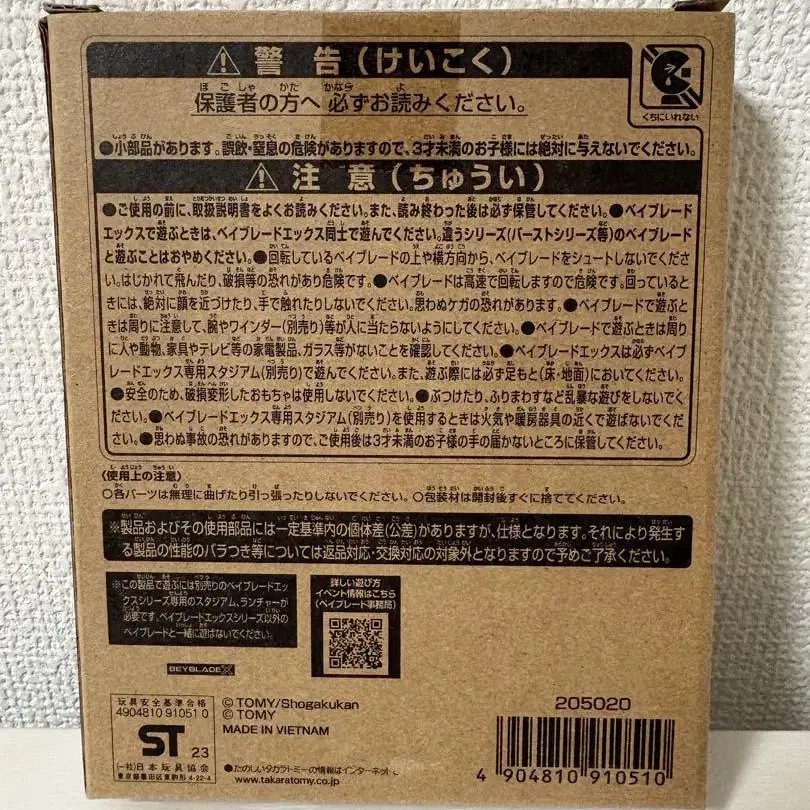 警告(けいこく)
くちにいれない
保護者の方へ 必ずお読みください。
●小部品があります。誤飲・窒息の危険がありますので、3才未満のお子様には絶対に与えないでください。
注意(ちゅうい)
●ご使用の前に、取扱説明書をよくお読みください。また、読み終わった後は必ず保管してください。●ベイブレード
エックスで遊ぶときは、ベイブレードエックス同士で遊んでください。違うシリーズ(バーストシリーズ等)のベイブレード
と遊ぶことはおやめください。●回転しているベイブレードの上や横方向から、ベイブレードをシュートしないでくださ
い。はじかれて飛んだり、破損等の恐れがあり危険です。●ベイブレードは高速で回転しますので危険です。回っていると
きには、絶対に顔を近づけたり、手で触れたりしないでください。思わぬケガの恐れがあります。●ベイブレードで遊ぶと
きは周りに注意して、腕やワインダー(別売り)等が人に当たらないようにしてください。●ベイブレードで遊ぶときは周り
に人や動物、家具やテレビ等の家電製品、ガラス等がないことを確認してください。●ベイブレードエックスは必ずベイブ
レードエックス専用スタジアム(別売り)で遊んでください。また、遊ぶ際には必ず足もと(床・地面)においてください。
●安全のため、破損変形したおもちゃは使用しないでください。●ぶつけたり、ふりまわすなど乱暴な遊びをしないでくだ
さい。●ベイブレードエックス専用スタジアム(別売り)を使用するときは火気や暖房器具の近くで遊ばないでくださ
い。●思わぬ事故の恐れがありますので、ご使用後は3才未満のお子様の手の届かないところに保管してください。
〈使用上の注意〉
○各パーツは無理に曲げたり引っ張ったりしないでください。○包装材は開封後すぐに捨ててください。
※製品およびその使用部品には一定基準内の個体差(公差)がありますが、仕様となります。それにより発生す
る製品の性能のバラつき等については返品対応・交換対応の対象外となりますので予めご了承ください。
※この製品で遊ぶには別売りのベイブレードエッ
クスシリーズ専用のスタジアム、ランチャーが
必要です。ベイブレードエックスシリーズ以外の
ベイブレードと一緒に遊ばないでください。
詳しい遊び方
イベント情報はこちら
(ベイブレード事務局)
BEYBLADE X
玩具安全基準合格
4904810 91051 0
ST 23
(一社)日本玩具協会
東京都墨田区東駒形4-22-4
© TOMY/Shogakukan
© TOMY
MADE IN VIETNAM
●たのしいタカラトミーの情報はインターネットで
www.takaratomy.co.jp
205020
4 904810 910510